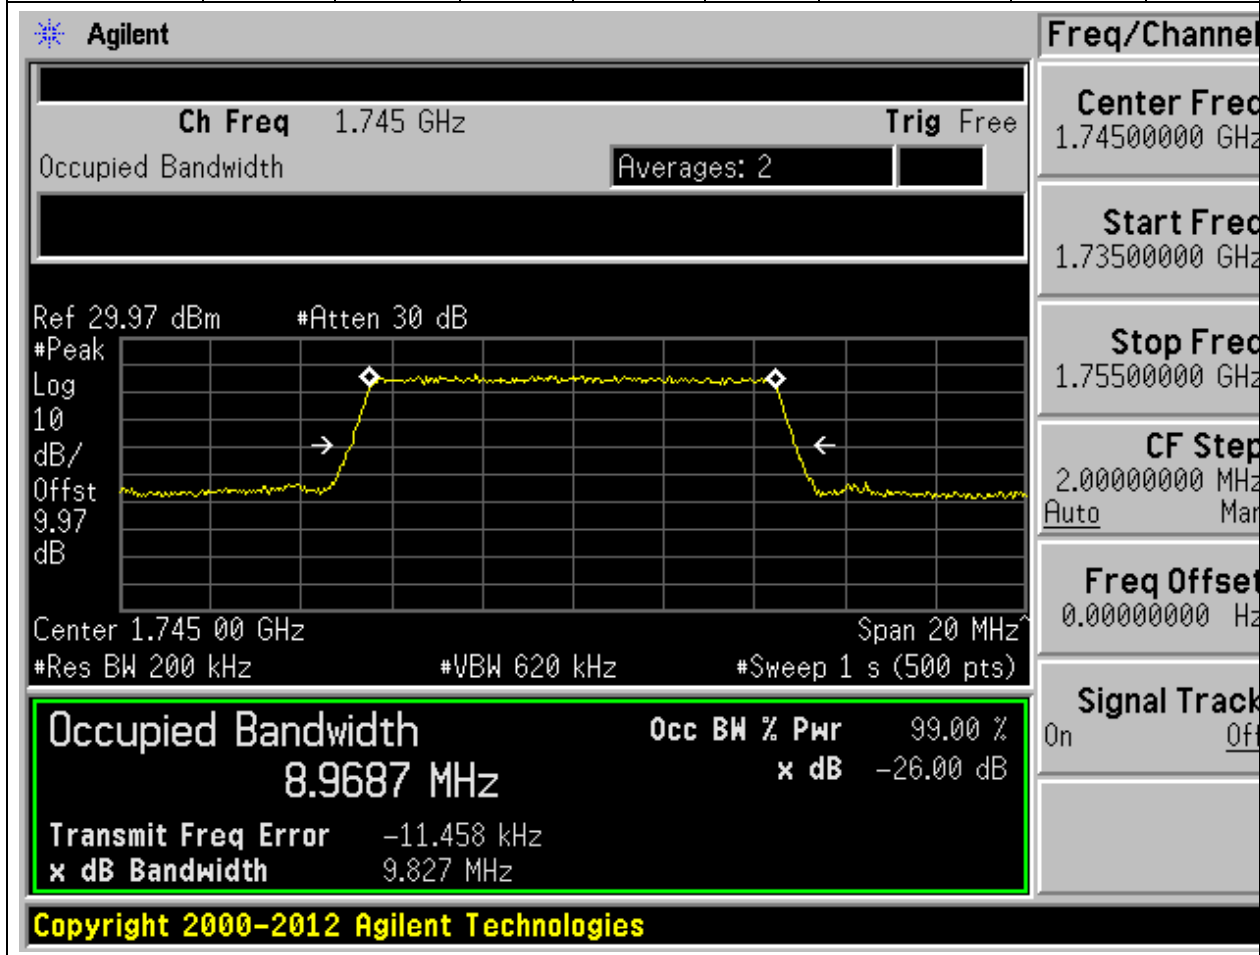 Agilent
Freq/Channel
Ch Freq 1.745 GHz Trig Free
Occupied Bandwidth Averages: 2
Center Freq
1.74500000 GHz
Start Freq
1.73500000 GHz
Stop Freq
1.75500000 GHz
CF Step
2.00000000 MHz
Auto Man
Freq Offset
0.00000000 Hz
Signal Track
On Off
Ref 29.97 dBm #Atten 30 dB
#Peak
Log
10
dB/
Offst
9.97
dB
Center 1.745 00 GHz Span 20 MHz^
#Res BW 200 kHz #VBW 620 kHz #Sweep 1 s (500 pts)
Occupied Bandwidth
8.9687 MHz
Occ BW % Pwr 99.00 %
x dB -26.00 dB
Transmit Freq Error -11.458 kHz
x dB Bandwidth 9.827 MHz
Copyright 2000-2012 Agilent Technologies